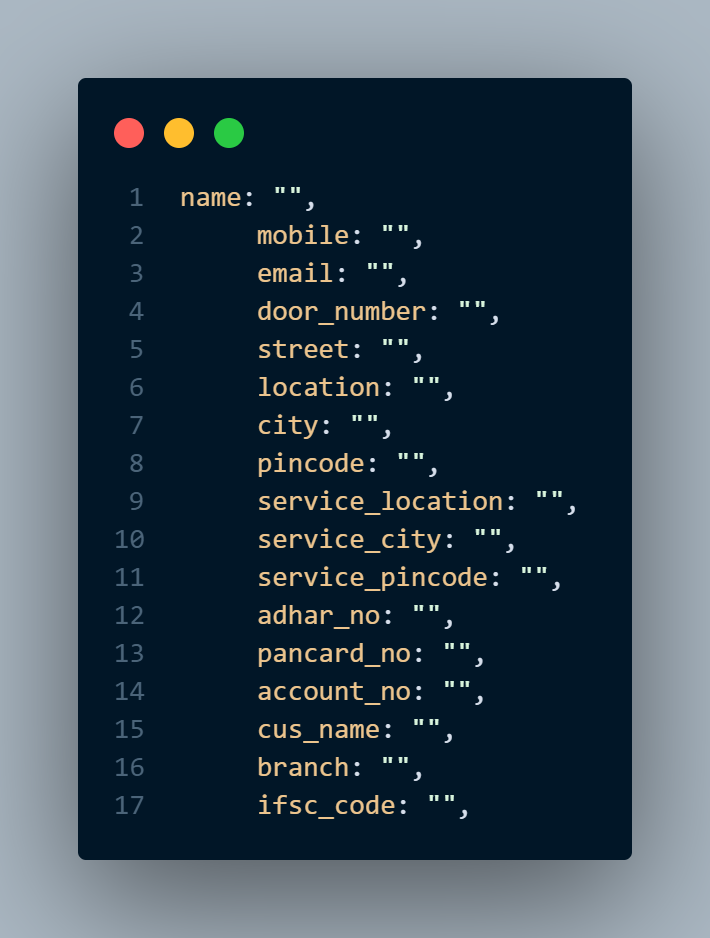 1 name: "",
2 mobile: "",
3 email: "",
4 door_number: "",
5 street: "",
6 location: "",
7 city: "",
8 pincode: "",
9 service_location: "",
10 service_city: "",
11 service_pincode: "",
12 adhar_no: "",
13 pancard_no: "",
14 account_no: "",
15 cus_name: "",
16 branch: "",
17 ifsc_code: "",